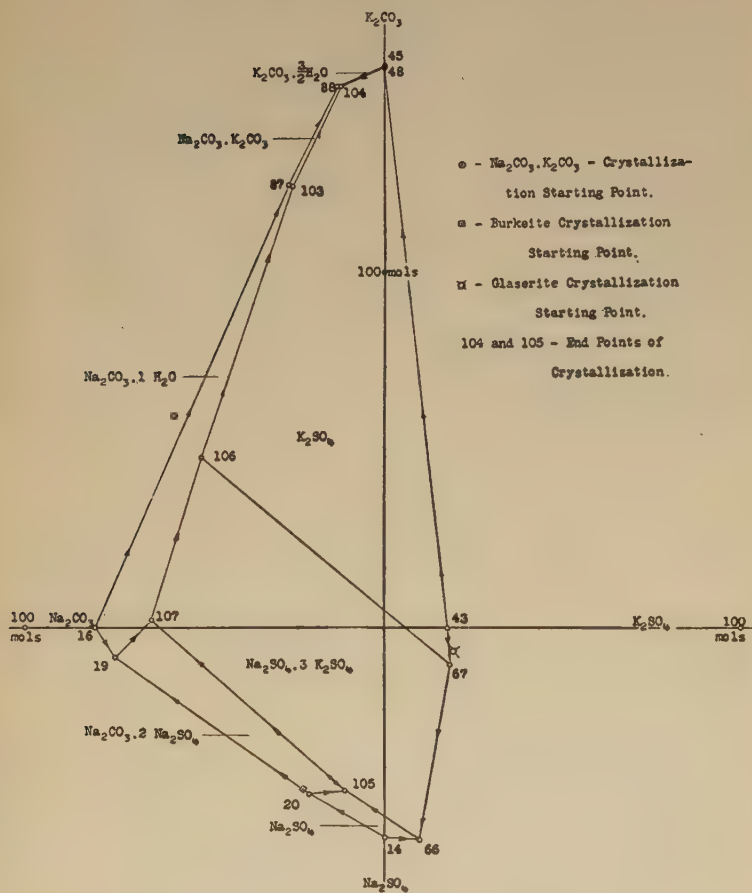 K₂CO₃
45
48
K₂CO₃.3/2H₂O
88
104
Na₂CO₃.K₂CO₃
⊙ - Na₂CO₃.K₂CO₃ - Crystalliza-
tion Starting Point.
87
103
⊡ - Burkeite Crystallization
Starting Point.
100 mols
¤ - Glaserite Crystallization
Starting Point.
104 and 105 - End Points of
Crystallization.
Na₂CO₃.1 H₂O
K₂SO₄
106
100
mols
Na₂CO₃
16
107
43
K₂SO₄
100
mols
19
Na₂SO₄.3 K₂SO₄
67
Na₂CO₃.2 Na₂SO₄
20
105
Na₂SO₄
14
66
Na₂SO₄